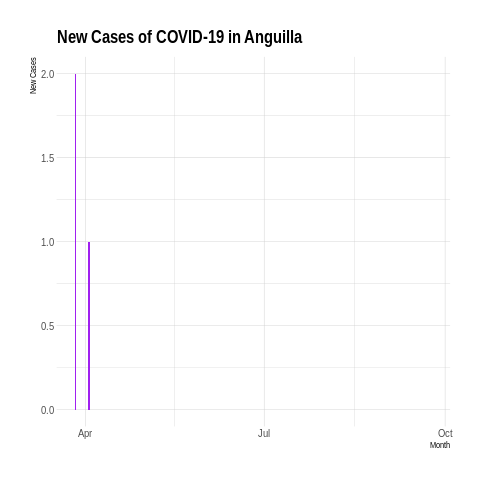 New Cases of COVID-19 in Anguilla
New Cases
2.0
1.5
1.0
0.5
0.0
Apr
Jul
Oct
Month